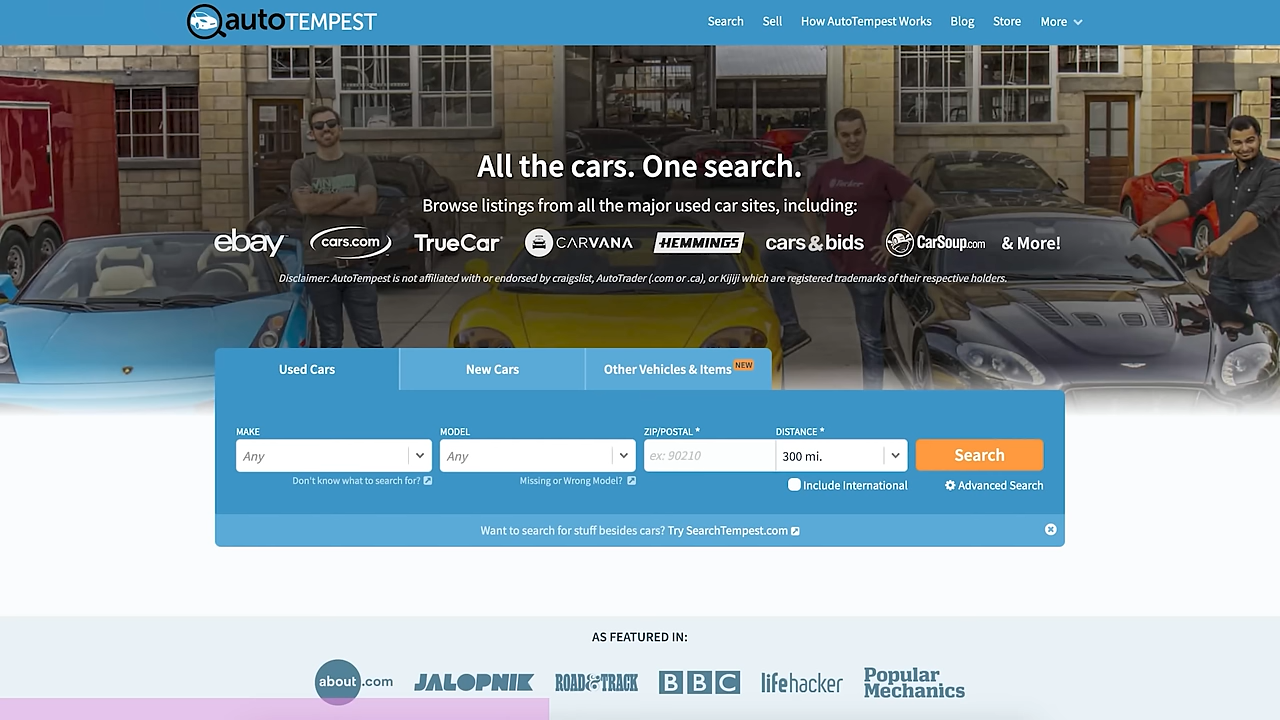 autoTEMPEST
Search Sell How AutoTempest Works Blog Store More
All the cars. One search.
Browse listings from all the major used car sites, including:
ebay cars.com TrueCar CARVANA HEMMINGS cars&bids CarSoup.com & More!
Disclaimer: AutoTempest is not affiliated with or endorsed by craigslist, AutoTrader (.com or .ca), or Kijiji which are registered trademarks of their respective holders.
Used Cars New Cars Other Vehicles & Items NEW
MAKE MODEL ZIP/POSTAL * DISTANCE *
Any Any ex: 90210 300 mi. Search
Don't know what to search for? Missing or Wrong Model? Include International Advanced Search
Want to search for stuff besides cars? Try SearchTempest.com
AS FEATURED IN:
about.com JALOPNIK ROAD & TRACK BBC lifehacker Popular Mechanics